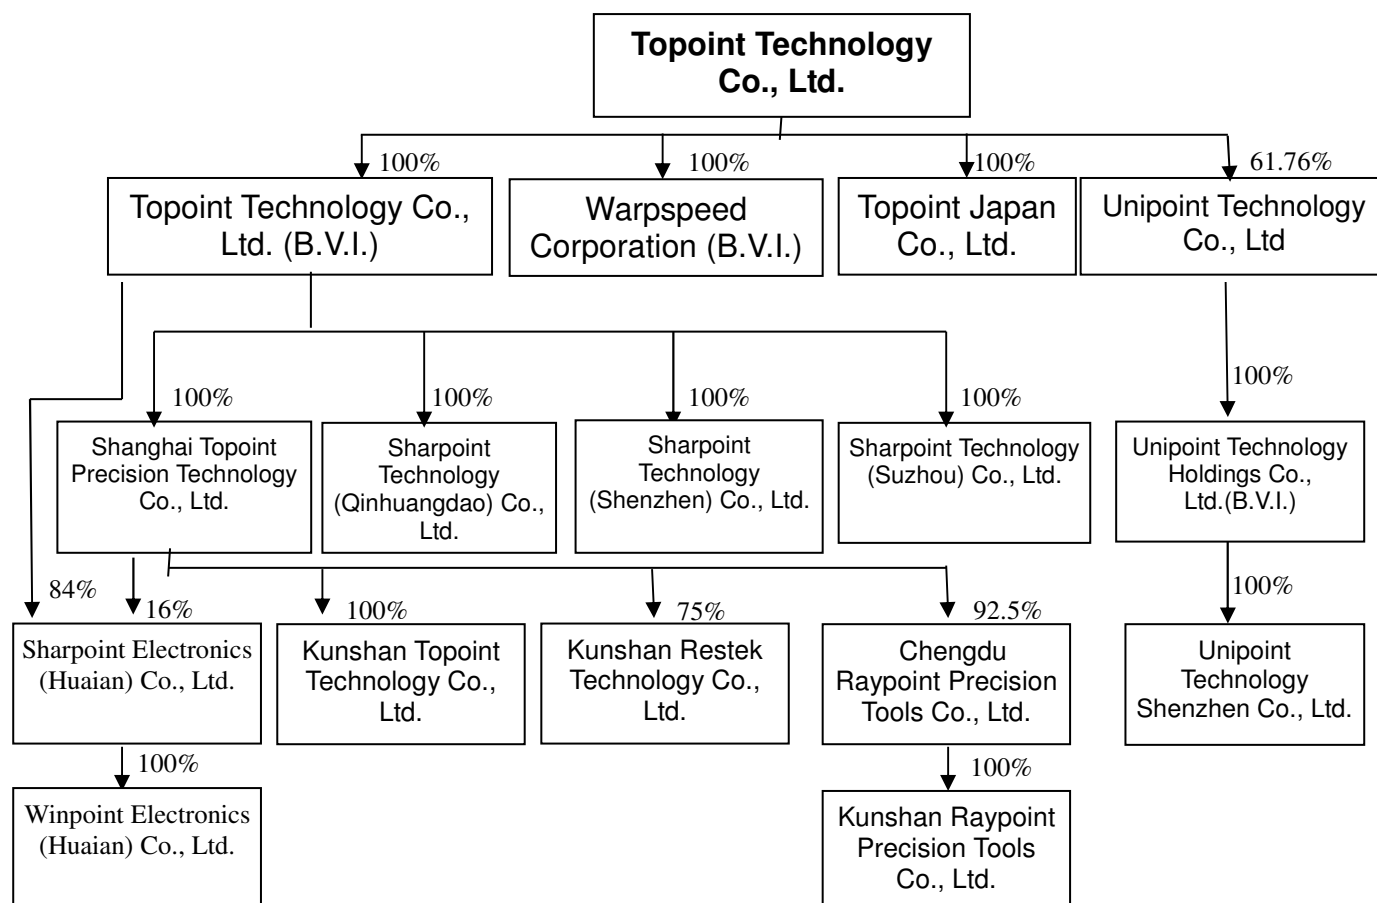 Topoint Technology
Co., Ltd.
100%
100%
100%
61.76%
Topoint Technology Co.,
Ltd. (B.V.I.)
Warpspeed
Corporation (B.V.I.)
Topoint Japan
Co., Ltd.
Unipoint Technology
Co., Ltd
100%
100%
100%
100%
100%
Shanghai Topoint
Precision Technology
Co., Ltd.
Sharpoint
Technology
(Qinhuangdao) Co.,
Ltd.
Sharpoint
Technology
(Shenzhen) Co., Ltd.
Sharpoint Technology
(Suzhou) Co., Ltd.
Unipoint Technology
Holdings Co.,
Ltd.(B.V.I.)
84%
16%
100%
75%
92.5%
100%
Sharpoint Electronics
(Huaian) Co., Ltd.
Kunshan Topoint
Technology Co.,
Ltd.
Kunshan Restek
Technology Co.,
Ltd.
Chengdu
Raypoint Precision
Tools Co., Ltd.
Unipoint
Technology
Shenzhen Co., Ltd.
100%
100%
Winpoint Electronics
(Huaian) Co., Ltd.
Kunshan Raypoint
Precision Tools
Co., Ltd.